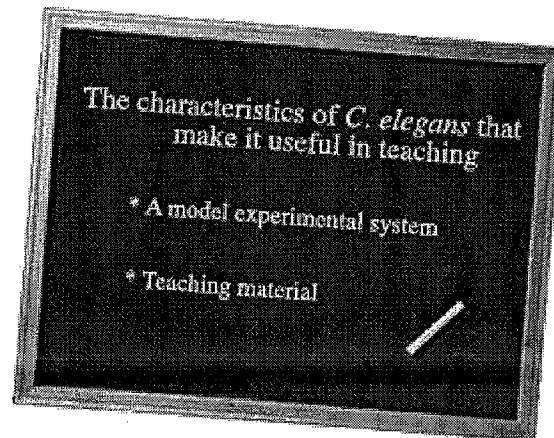 The characteristics of C. elegans that
make it useful in teaching
* A model experimental system
* Teaching material